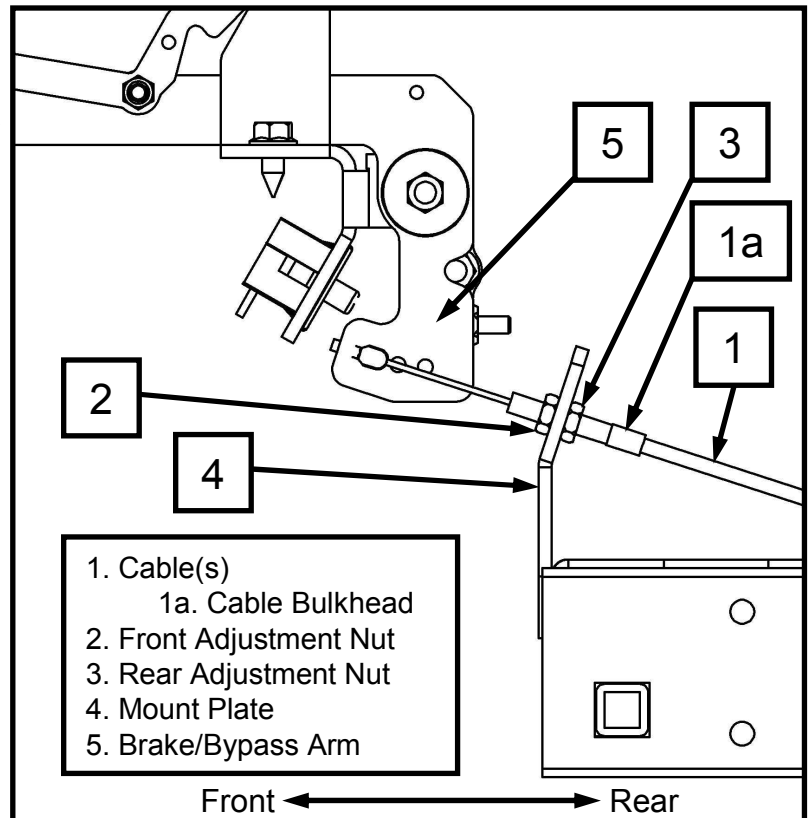 5
3
1a
1
2
4
1. Cable(s)
1a. Cable Bulkhead
2. Front Adjustment Nut
3. Rear Adjustment Nut
4. Mount Plate
5. Brake/Bypass Arm
Front Rear